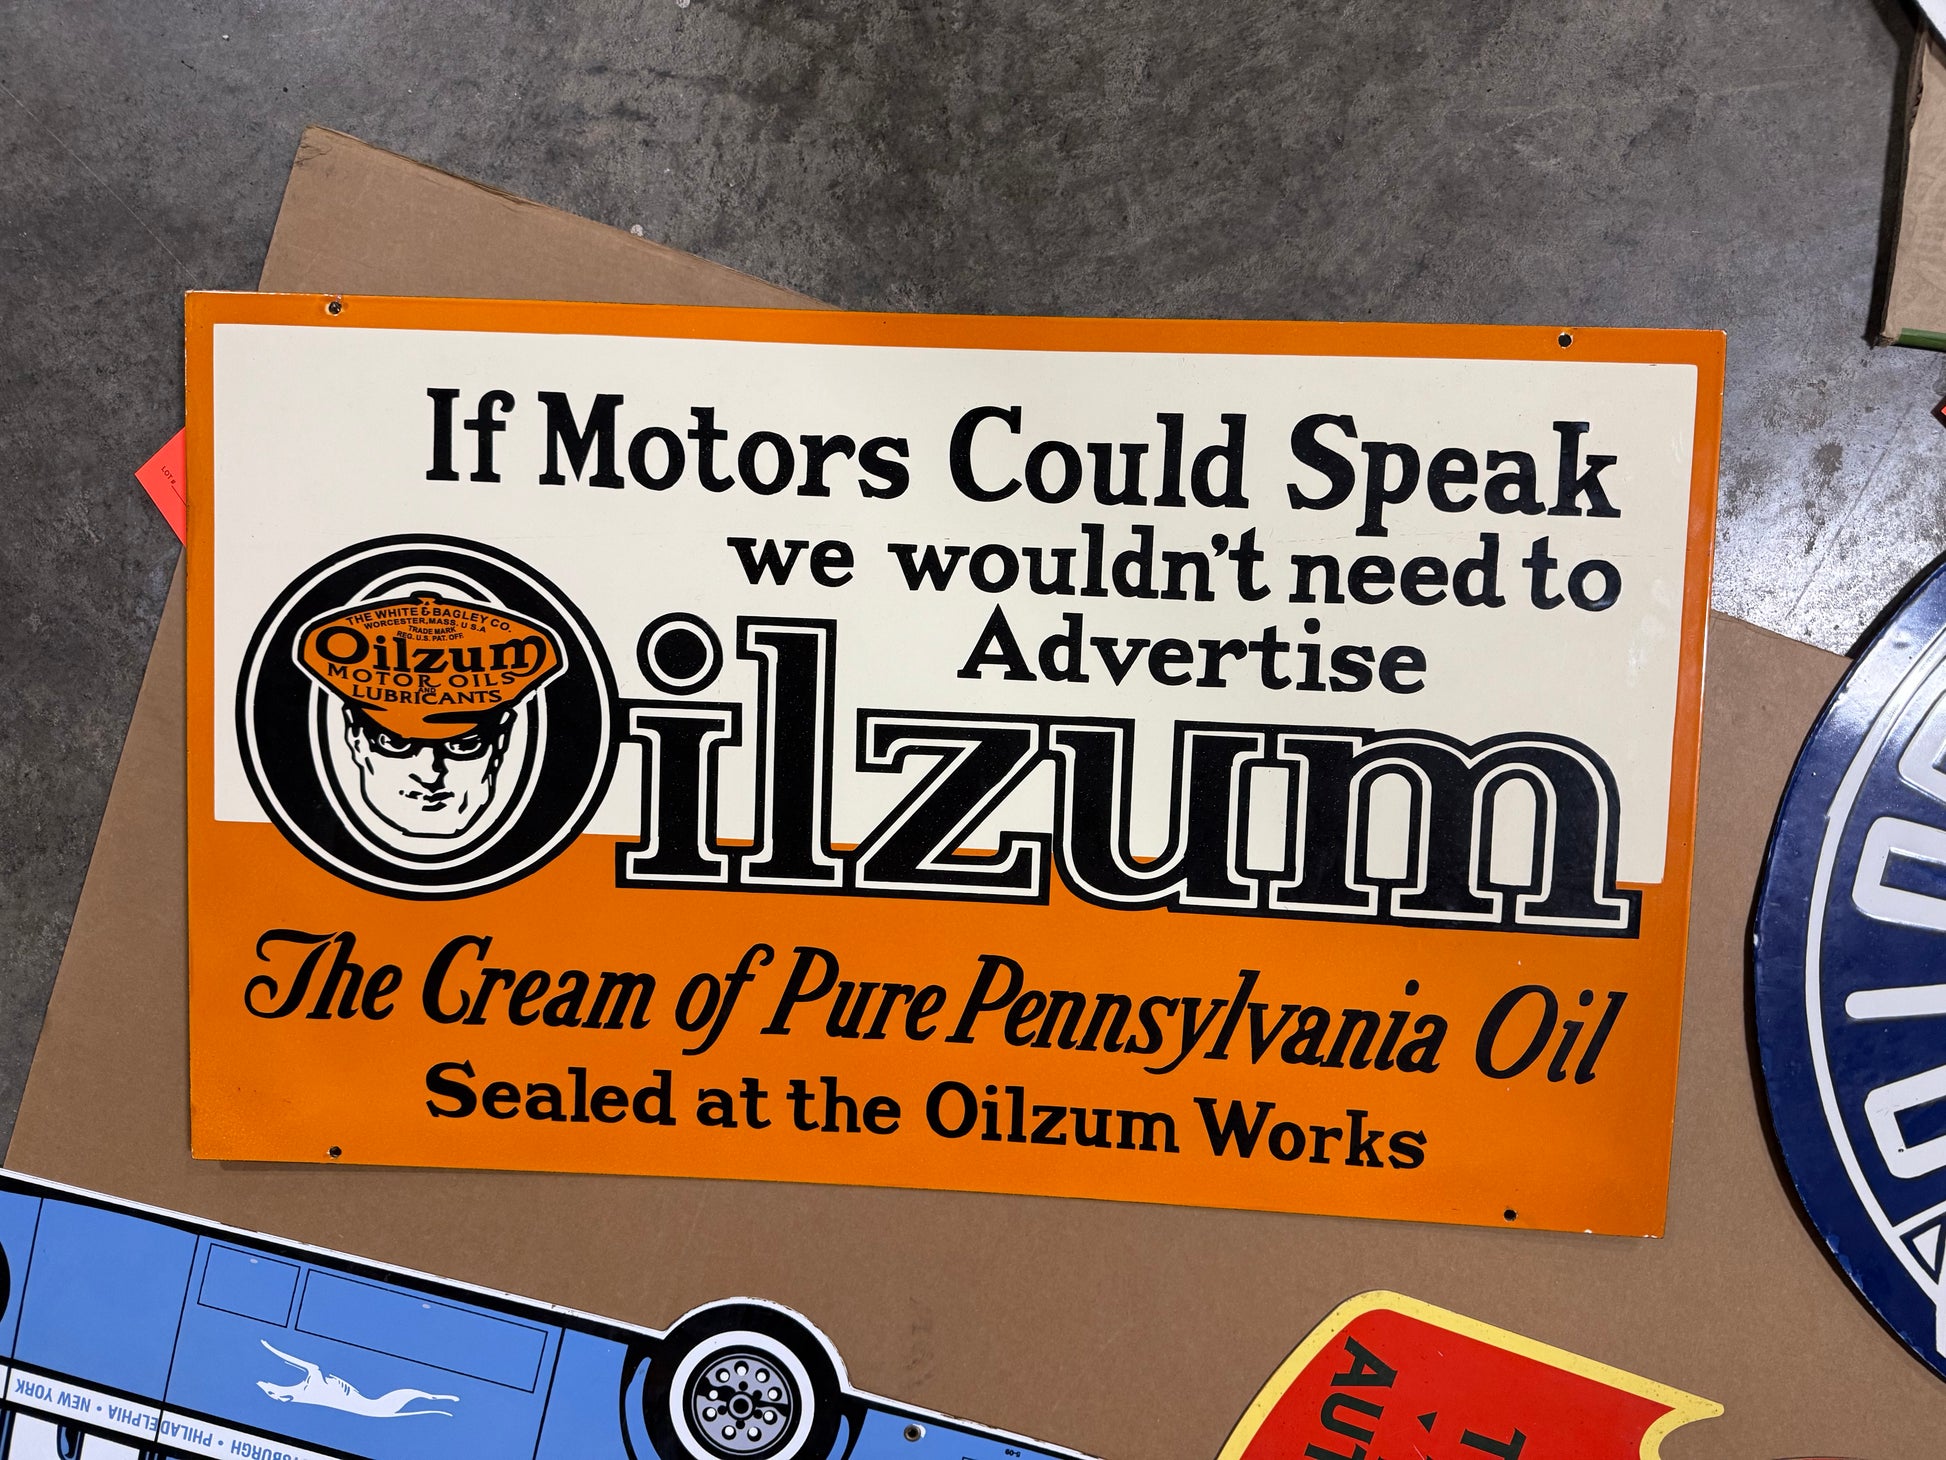 If Motors Could Speak
we wouldn't need to
Advertise
THE WHITE & BAGLEY CO.
WORCESTER, MASS. U.S.A
TRADE MARK
REG. U.S. PAT. OFF.
Oilzum
MOTOR OILS
AND
LUBRICANTS
Oilzum
The Cream of Pure Pennsylvania Oil
Sealed at the Oilzum Works
LOT #
NEW YORK • PHILADELPHIA •
AUT